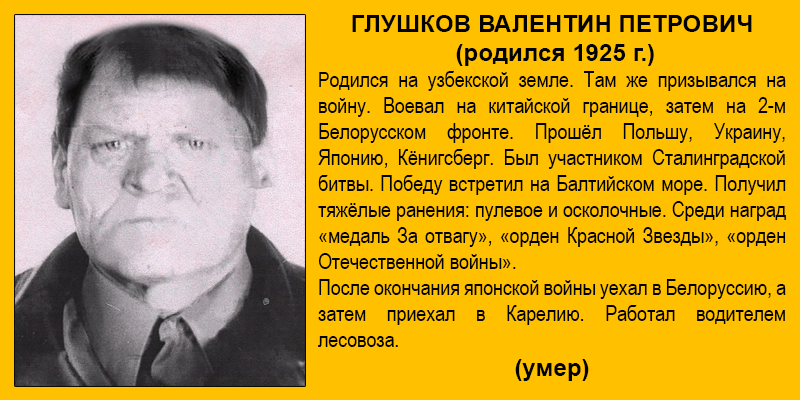 ГЛУШКОВ ВАЛЕНТИН ПЕТРОВИЧ
(родился 1925 г.)
Родился на узбекской земле. Там же призывался на
войну. Воевал на китайской границе, затем на 2-м
Белорусском фронте. Прошёл Польшу, Украину,
Японию, Кёнигсберг. Был участником Сталинградской
битвы. Победу встретил на Балтийском море. Получил
тяжёлые ранения: пулевое и осколочные. Среди наград
«медаль За отвагу», «орден Красной Звезды», «орден
Отечественной войны».
После окончания японской войны уехал в Белоруссию, а
затем приехал в Карелию. Работал водителем
лесовоза.
(умер)